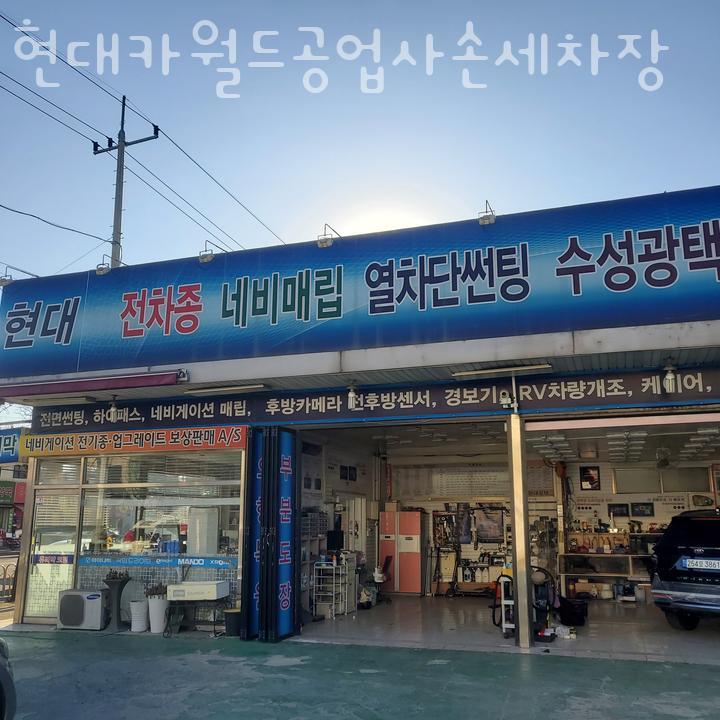 현대카월드공업사손세차장
현대 전차종 네비매립 열차단썬팅 수성광택
전면썬팅, 하이패스, 네비게이션 매립, 후방카메라 전후방센서, 경보기외 RV차량개조, 케리어,
네비게이션 전기종·업그레이드 보상판매 A/S
부분도장
MANDO
254 3861